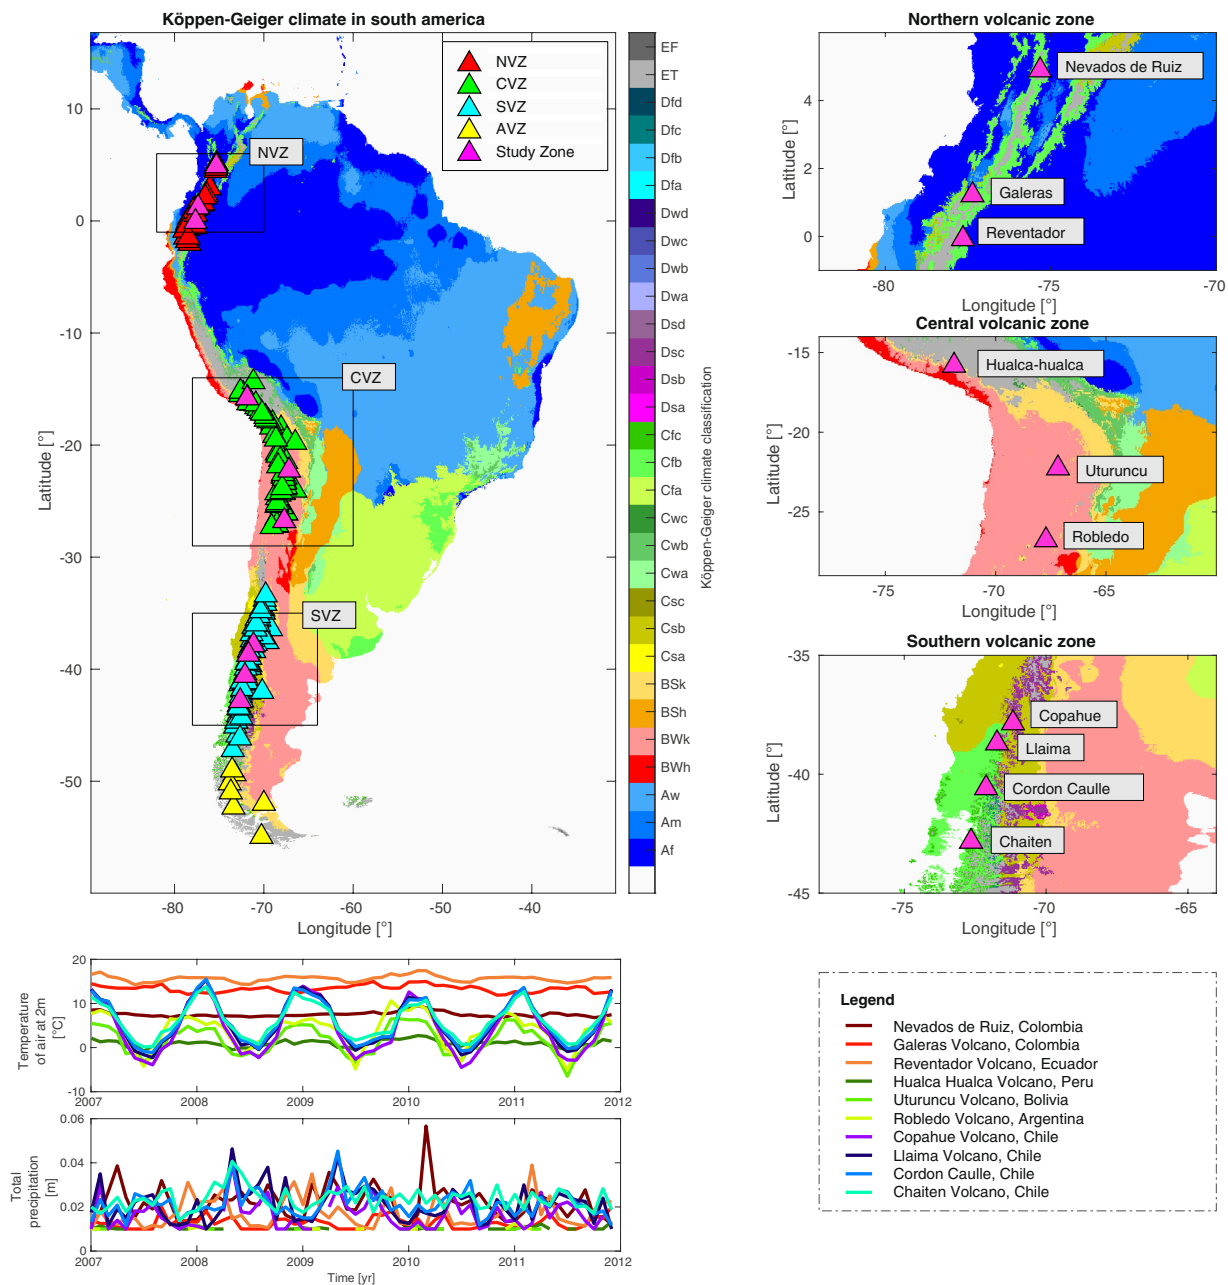 Köppen-Geiger climate in south america
NVZ
CVZ
SVZ
AVZ
Study Zone
NVZ
CVZ
SVZ
10
0
-10
-20
-30
-40
-50
Latitude [°]
-80
-70
-60
-50
-40
Longitude [°]
EF
ET
Dfd
Dfc
Dfb
Dfa
Dwd
Dwc
Dwb
Dwa
Dsd
Dsc
Dsb
Dsa
Cfc
Cfb
Cfa
Cwc
Cwb
Cwa
Csc
Csb
Csa
BSk
BSh
BWk
BWh
Aw
Am
Af
Köppen-Geiger climate classification
Northern volcanic zone
Nevados de Ruiz
Galeras
Reventador
4
2
0
Latitude [°]
-80
-75
-70
Longitude [°]
Central volcanic zone
Hualca-hualca
Uturuncu
Robledo
-15
-20
-25
Latitude [°]
-75
-70
-65
Longitude [°]
Southern volcanic zone
Copahue
Llaima
Cordon Caulle
Chaiten
-35
-40
-45
Latitude [°]
-75
-70
-65
Longitude [°]
20
10
0
-10
Temperature
of air at 2m
[°C]
2007
2008
2009
2010
2011
2012
0.06
0.04
0.02
0
Total
precipitation
[m]
2007
2008
2009
2010
2011
2012
Time [yr]
Legend
Nevados de Ruiz, Colombia
Galeras Volcano, Colombia
Reventador Volcano, Ecuador
Hualca Hualca Volcano, Peru
Uturuncu Volcano, Bolivia
Robledo Volcano, Argentina
Copahue Volcano, Chile
Llaima Volcano, Chile
Cordon Caulle, Chile
Chaiten Volcano, Chile